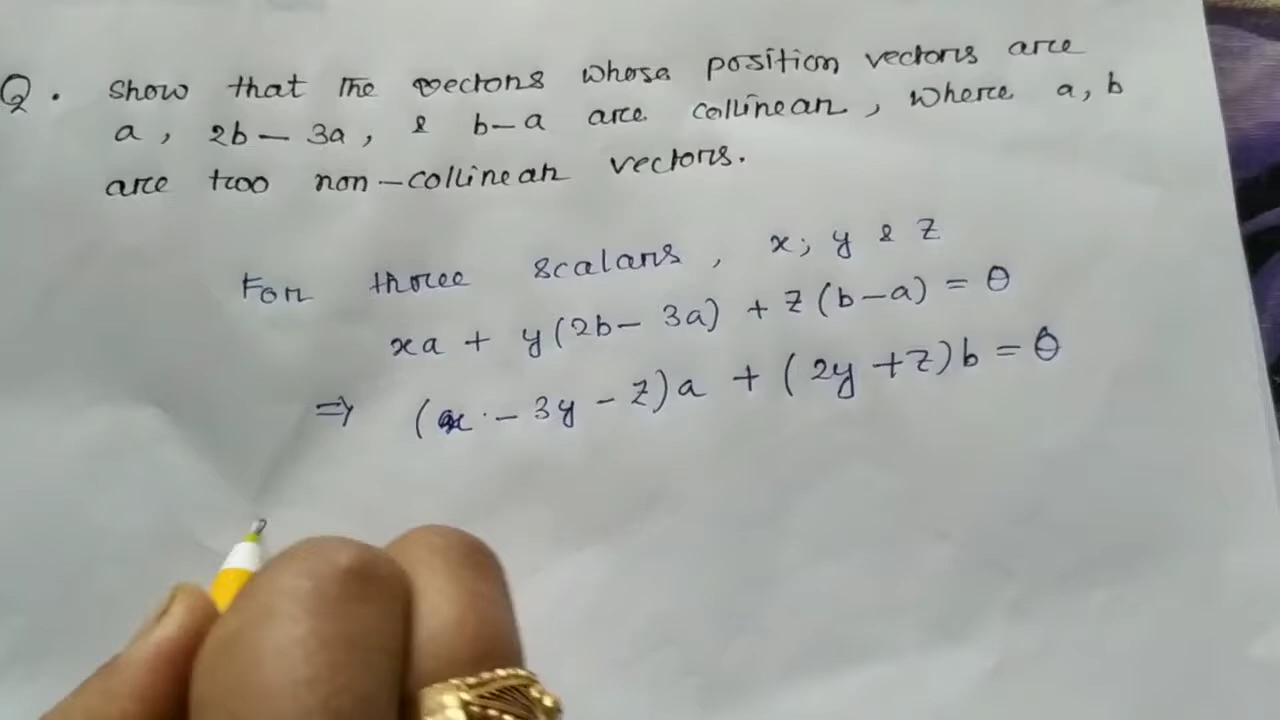 Q. Show that the vectors whose position vectors are
a, 2b - 3a, & b-a are collinear, where a, b
are two non-collinear vectors.
For three scalars, x, y & z
xa + y(2b - 3a) + z(b-a) = θ
⇒ (x - 3y - z)a + (2y + z)b = θ